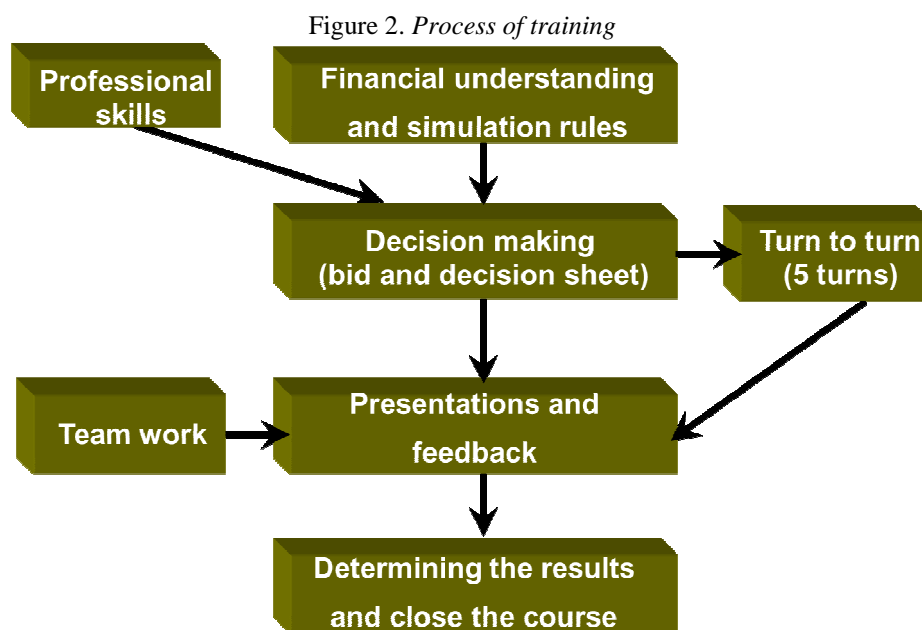 Figure 2. Process of training
Professional
skills
Financial understanding
and simulation rules
Decision making
(bid and decision sheet)
Turn to turn
(5 turns)
Team work
Presentations and
feedback
Determining the results
and close the course